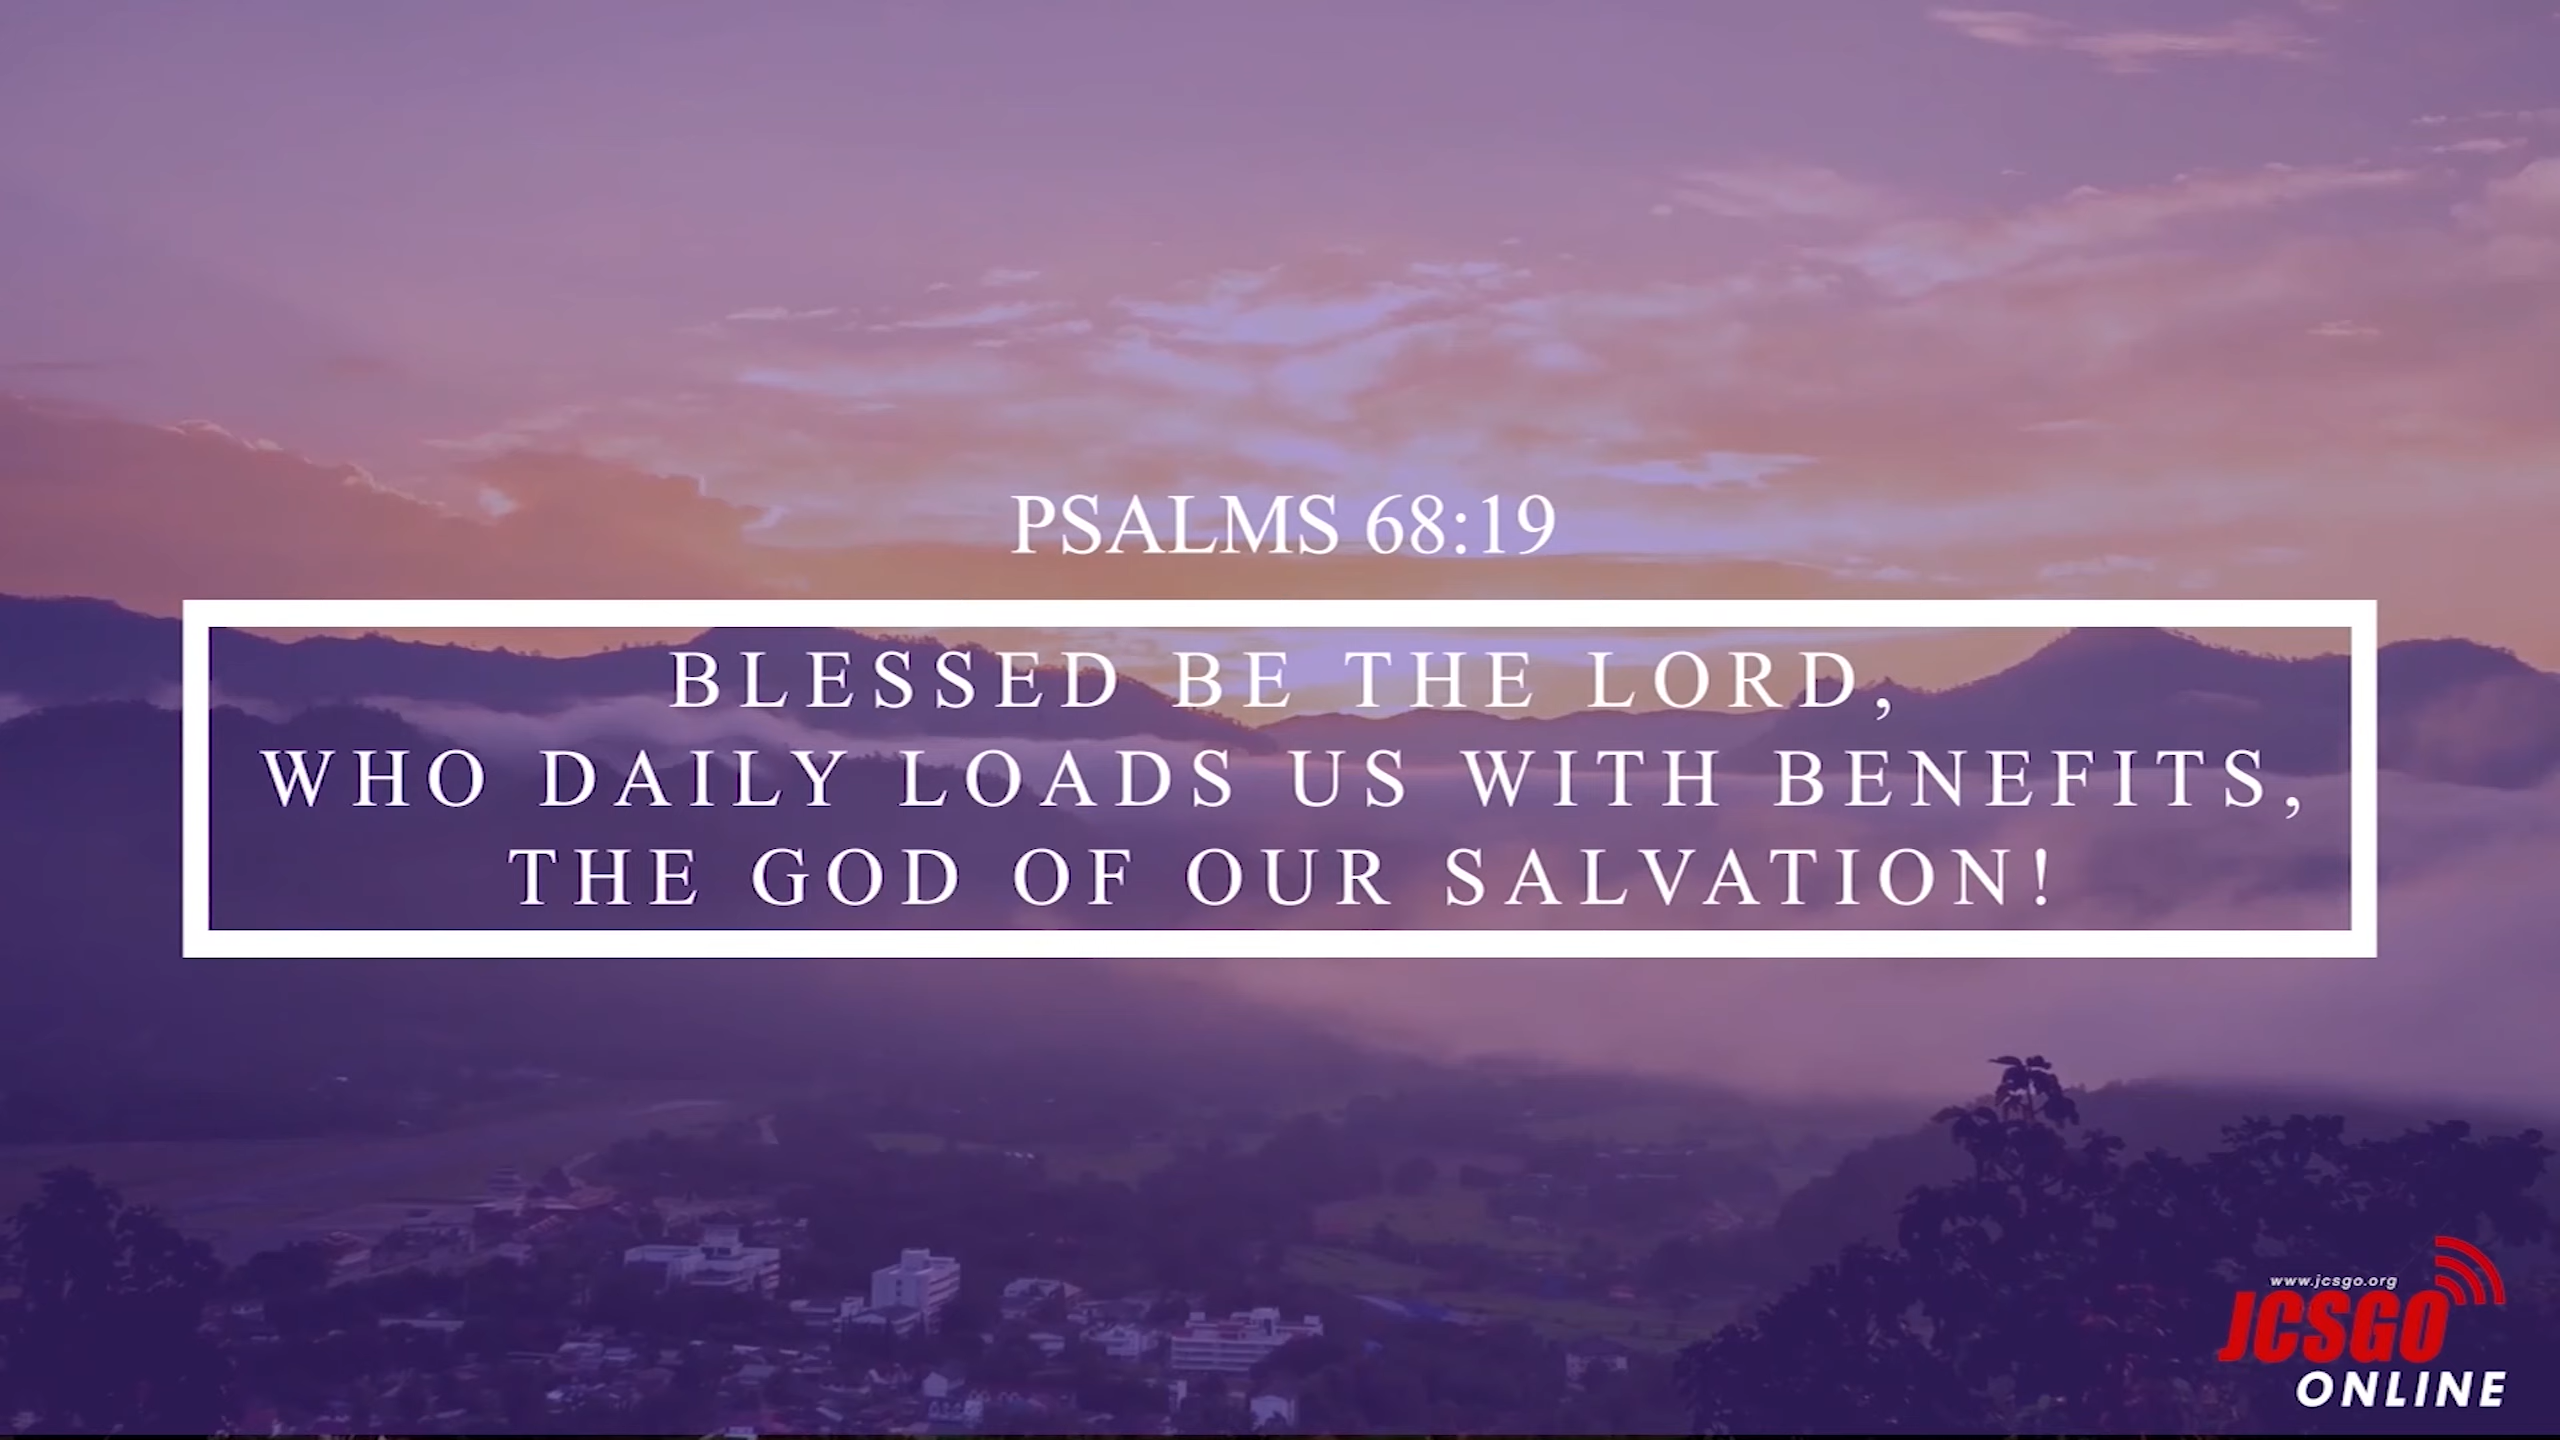 PSALMS 68:19
BLESSED BE THE LORD,
WHO DAILY LOADS US WITH BENEFITS,
THE GOD OF OUR SALVATION!
www.jcsgo.org
JCSGO
ONLINE